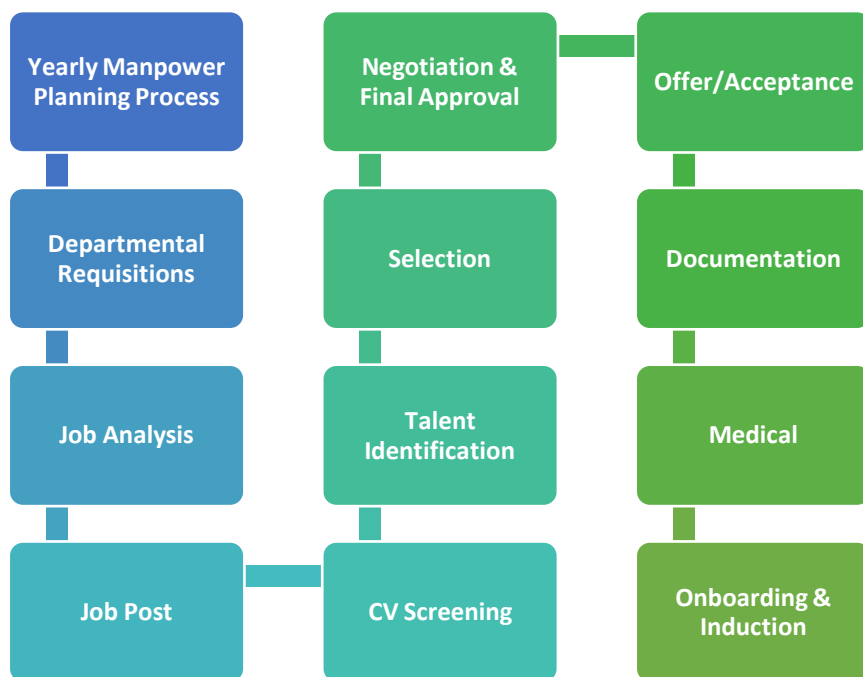 Yearly Manpower
Planning Process
Departmental
Requisitions
Job Analysis
Job Post
CV Screening
Talent
Identification
Selection
Negotiation &
Final Approval
Offer/Acceptance
Documentation
Medical
Onboarding &
Induction